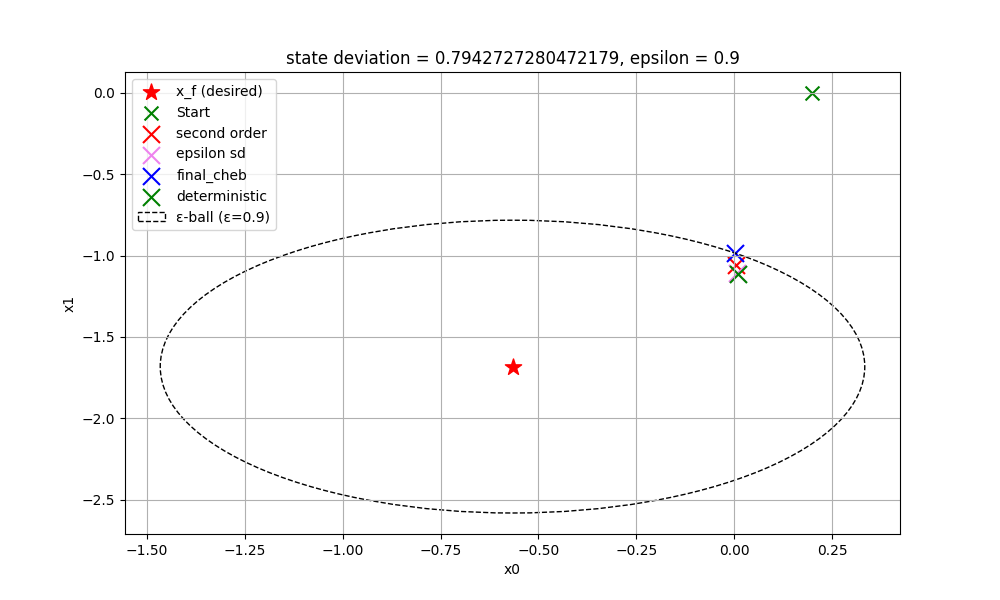 state deviation = 0.7942727280472179, epsilon = 0.9
x_f (desired)
Start
second order
epsilon sd
final_cheb
deterministic
ε-ball (ε=0.9)
0.0
−0.5
−1.0
−1.5
−2.0
−2.5
x1
−1.50
−1.25
−1.00
−0.75
−0.50
−0.25
0.00
0.25
x0